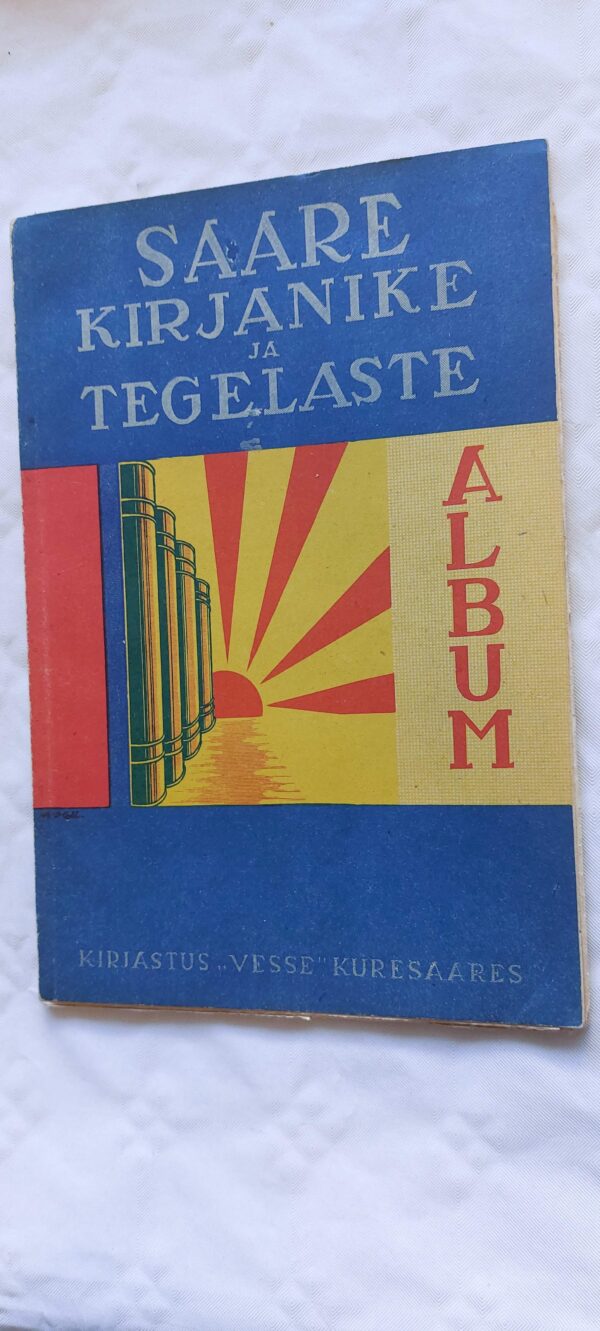 SAARE
KIRJANIKE
JA
TEGELASTE
ALBUM
KIRJASTUS „VESSE" KURESAARES